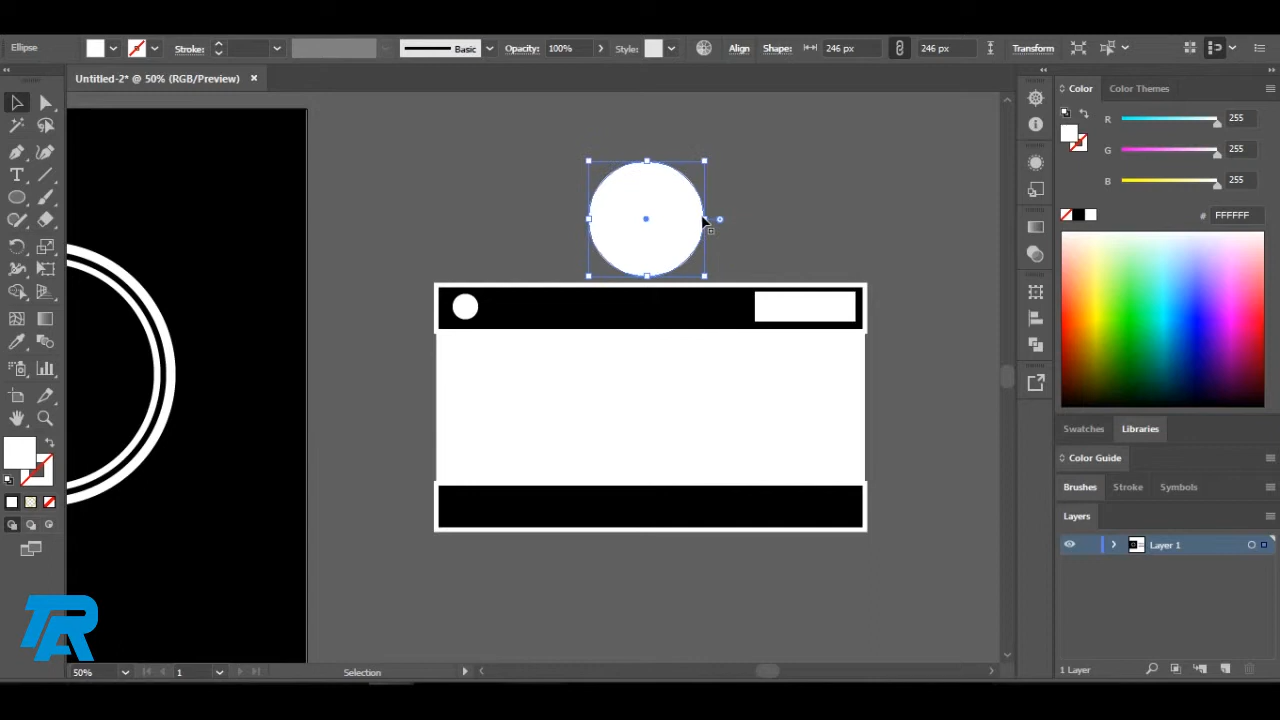 Ellipse Stroke: Basic Opacity: 100% Style: Align Shape: 246 px 246 px Transform
Untitled-2* @ 50% (RGB/Preview)
Color Color Themes
R 255
G 255
B 255
# FFFFFF
Swatches Libraries
Color Guide
Brushes Stroke Symbols
Layers
Layer 1
TRA
50% 1 Selection
1 Layer